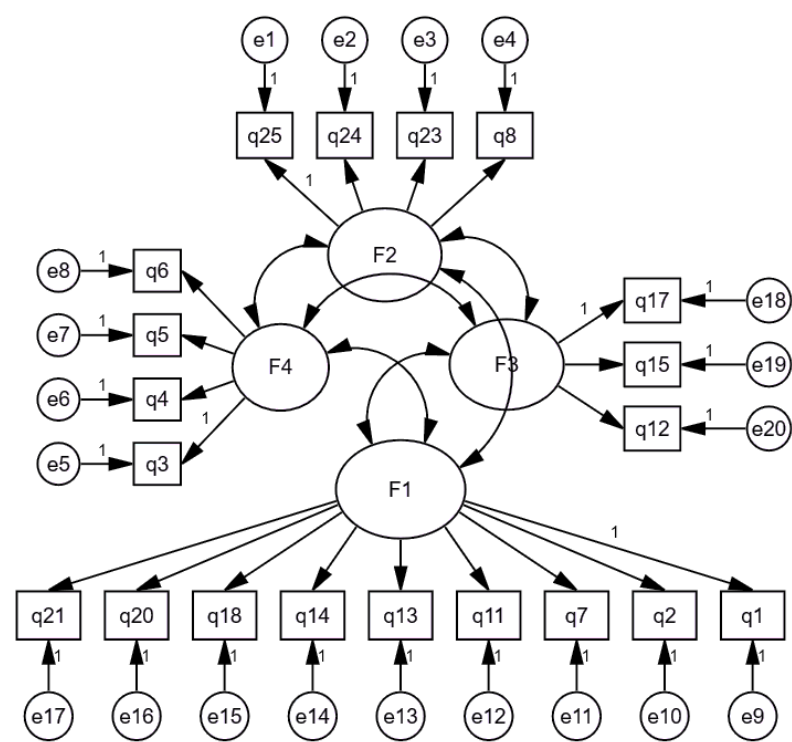 e1 e2 e3 e4
1 1 1 1
q25 q24 q23 q8
1
F2
e8 1 q6
e7 1 q5
e6 1 q4
e5 1 q3
1
F4
F3
1
q17 1 e18
q15 1 e19
q12 1 e20
F1
1
q21 q20 q18 q14 q13 q11 q7 q2 q1
1 1 1 1 1 1 1 1 1
e17 e16 e15 e14 e13 e12 e11 e10 e9